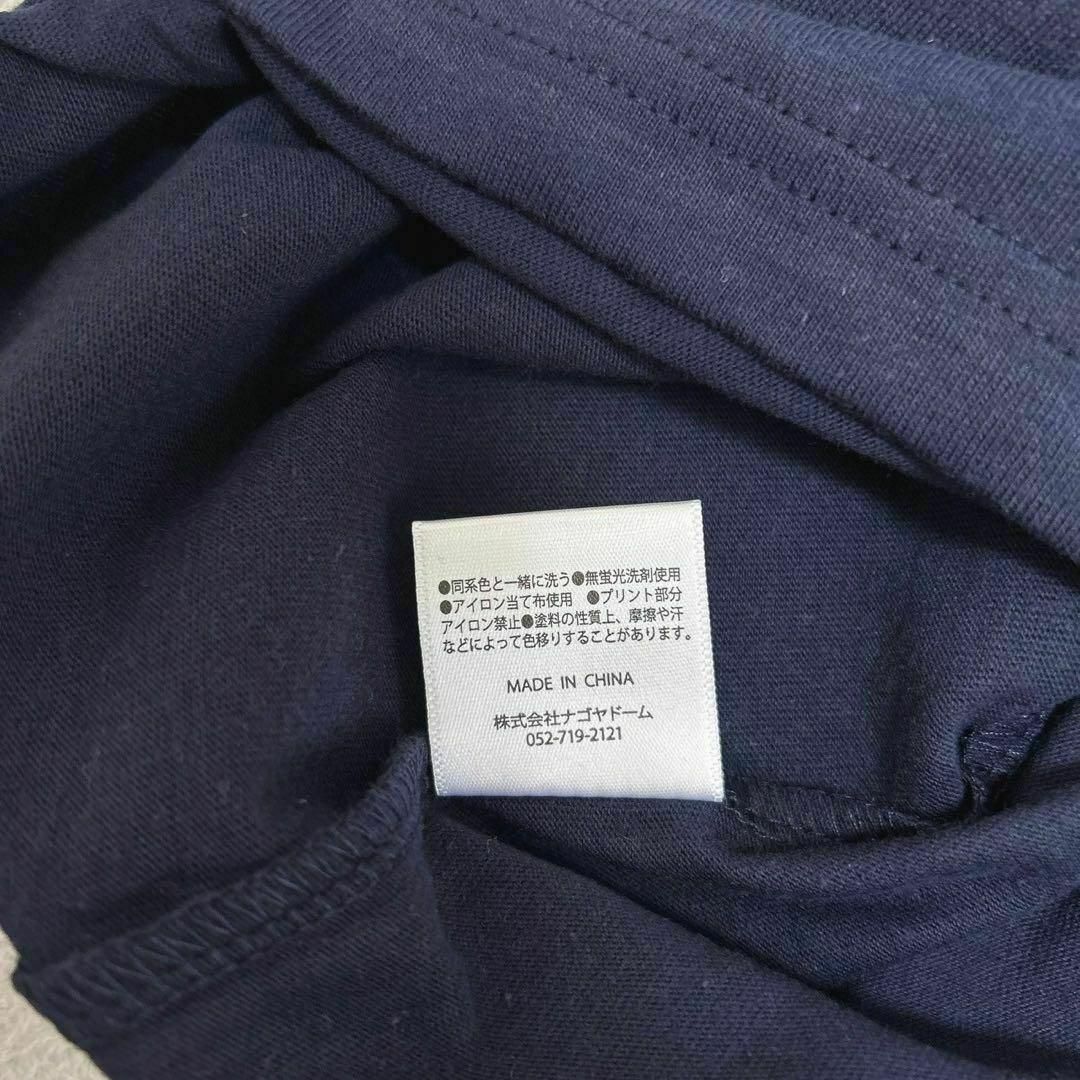 ●同系色と一緒に洗う●無蛍光洗剤使用
●アイロン当て布使用 ●プリント部分
アイロン禁止●塗料の性質上、摩擦や汗
などによって色移りすることがあります。
MADE IN CHINA
株式会社ナゴヤドーム
052-719-2121